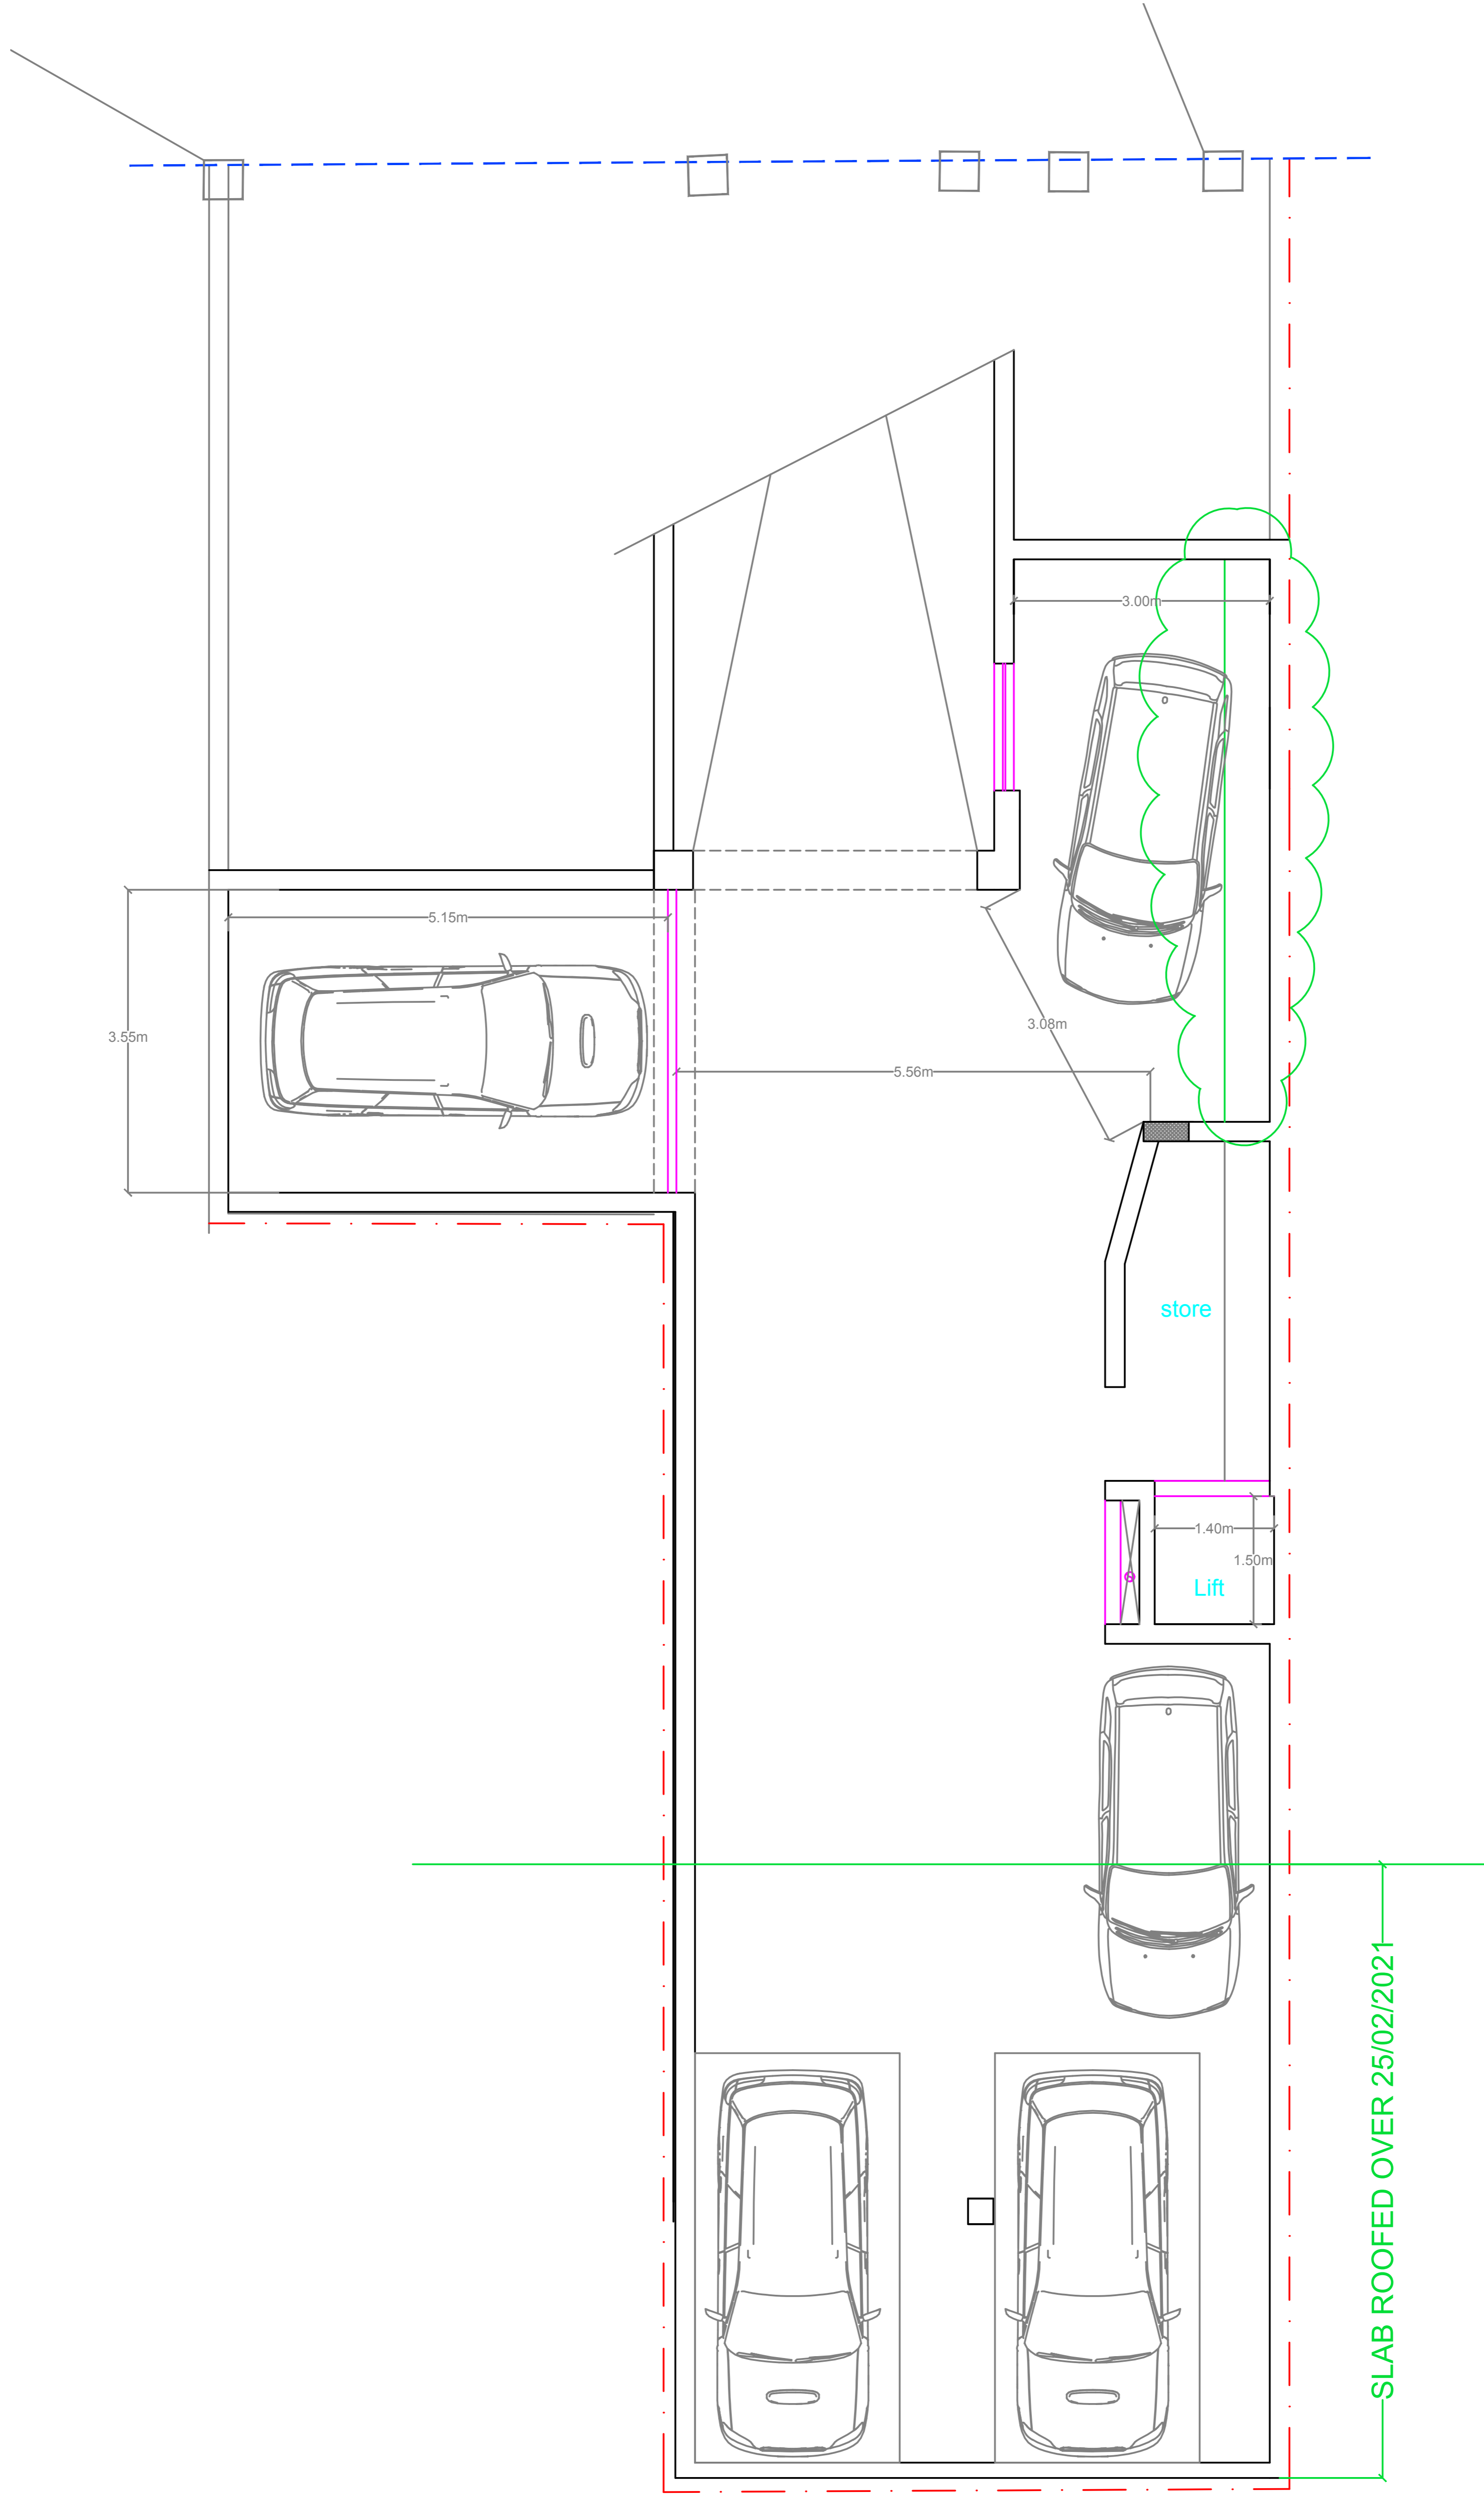 3.00m
5.15m
3.08m
3.55m
5.56m
store
1.40m
1.50m
Lift
SLAB ROOFED OVER 25/02/2021